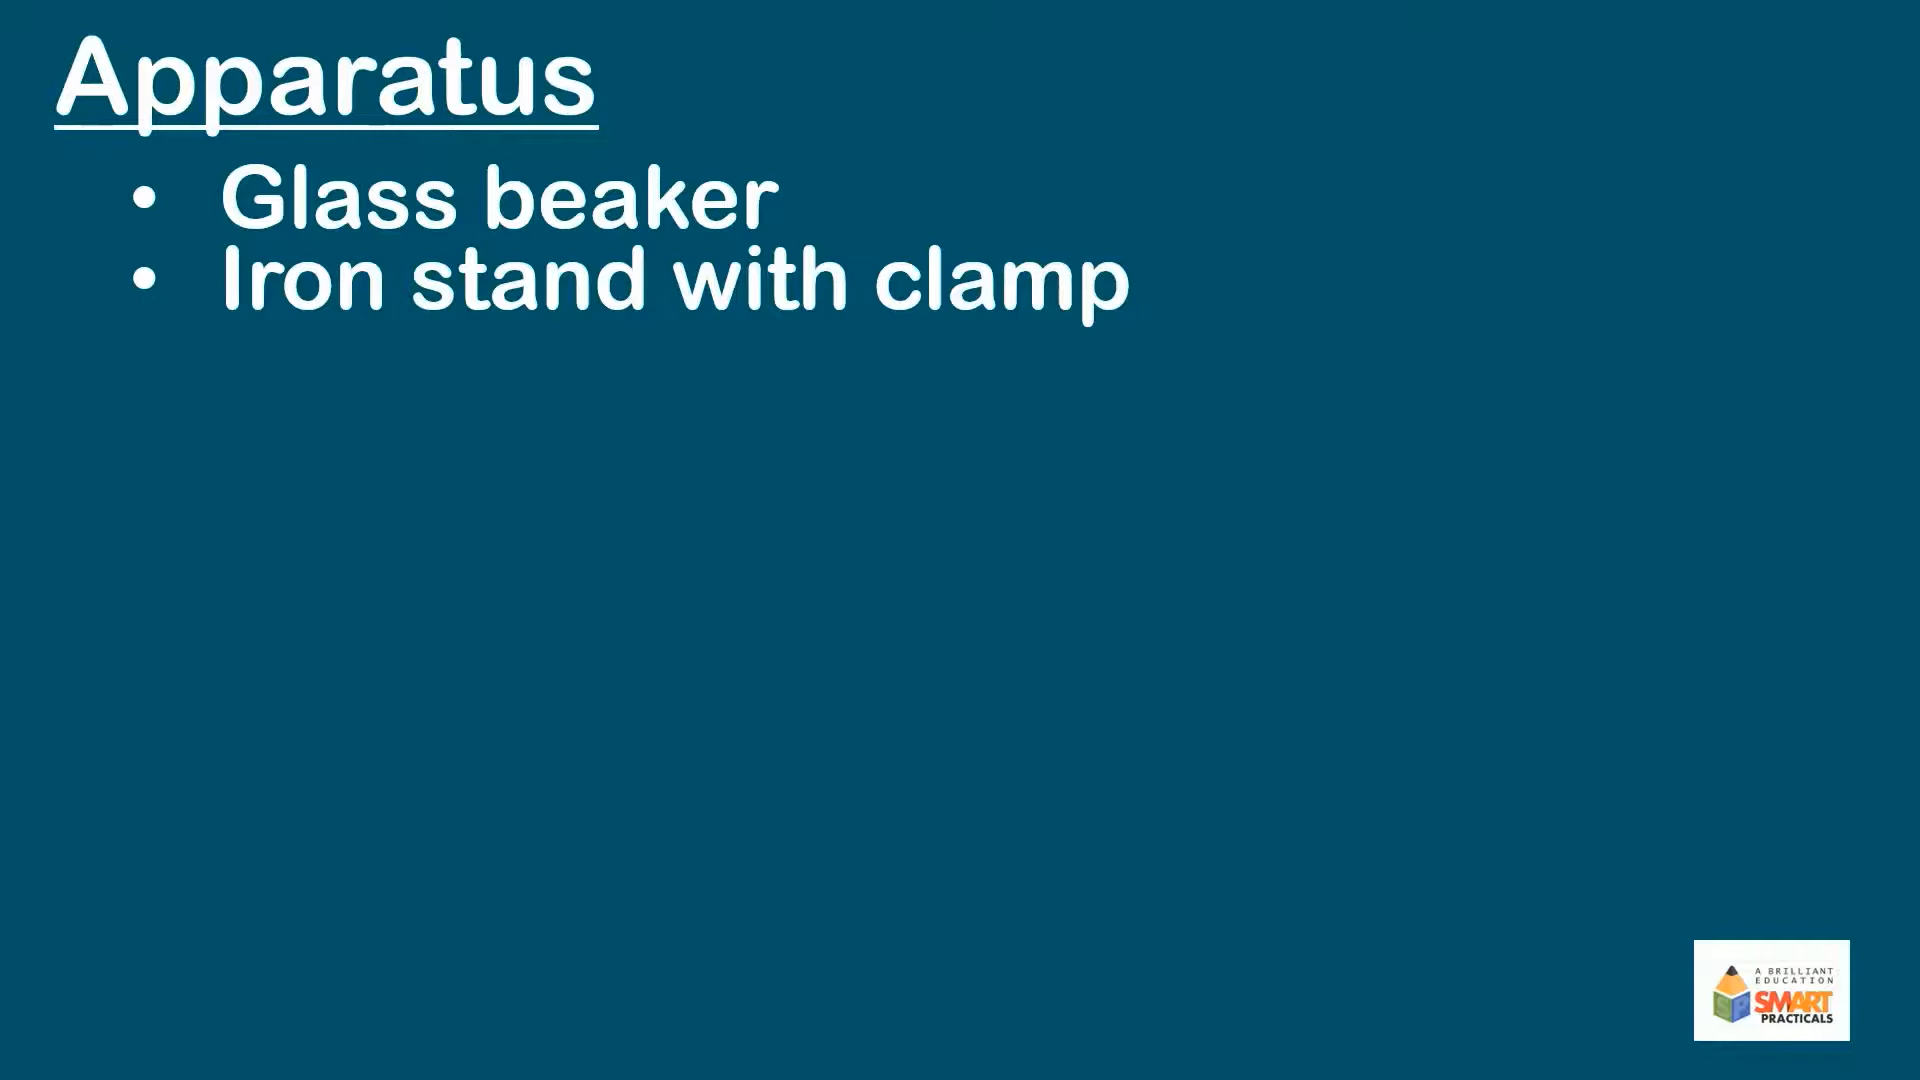 Apparatus
• Glass beaker
• Iron stand with clamp
A BRILLIANT
EDUCATION
SMART
PRACTICALS